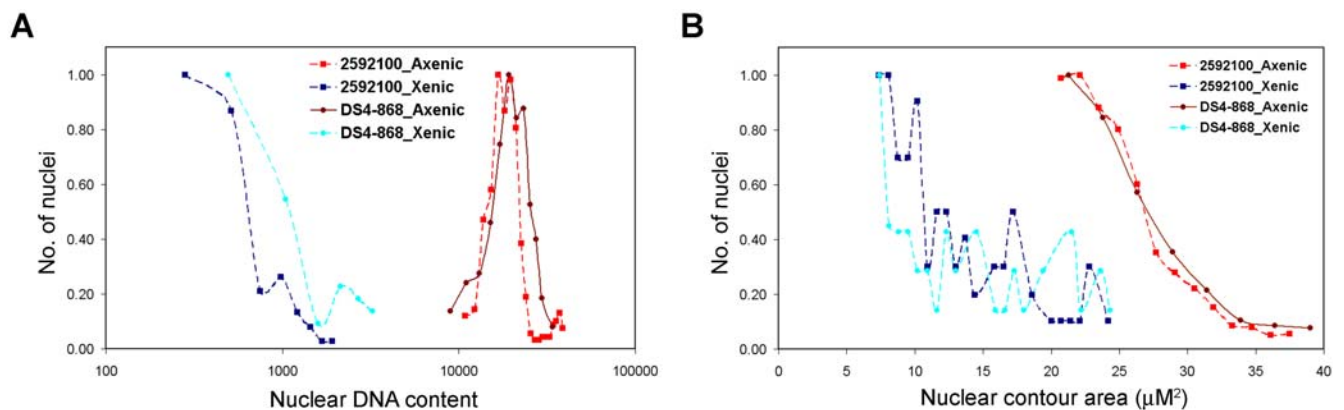 A
No. of nuclei
1.00
0.80
0.60
0.40
0.20
0.00
2592100_Axenic
2592100_Xenic
DS4-868_Axenic
DS4-868_Xenic
100
1000
10000
100000
Nuclear DNA content
B
No. of nuclei
1.00
0.80
0.60
0.40
0.20
0.00
2592100_Axenic
2592100_Xenic
DS4-868_Axenic
DS4-868_Xenic
0
5
10
15
20
25
30
35
40
Nuclear contour area (μM²)